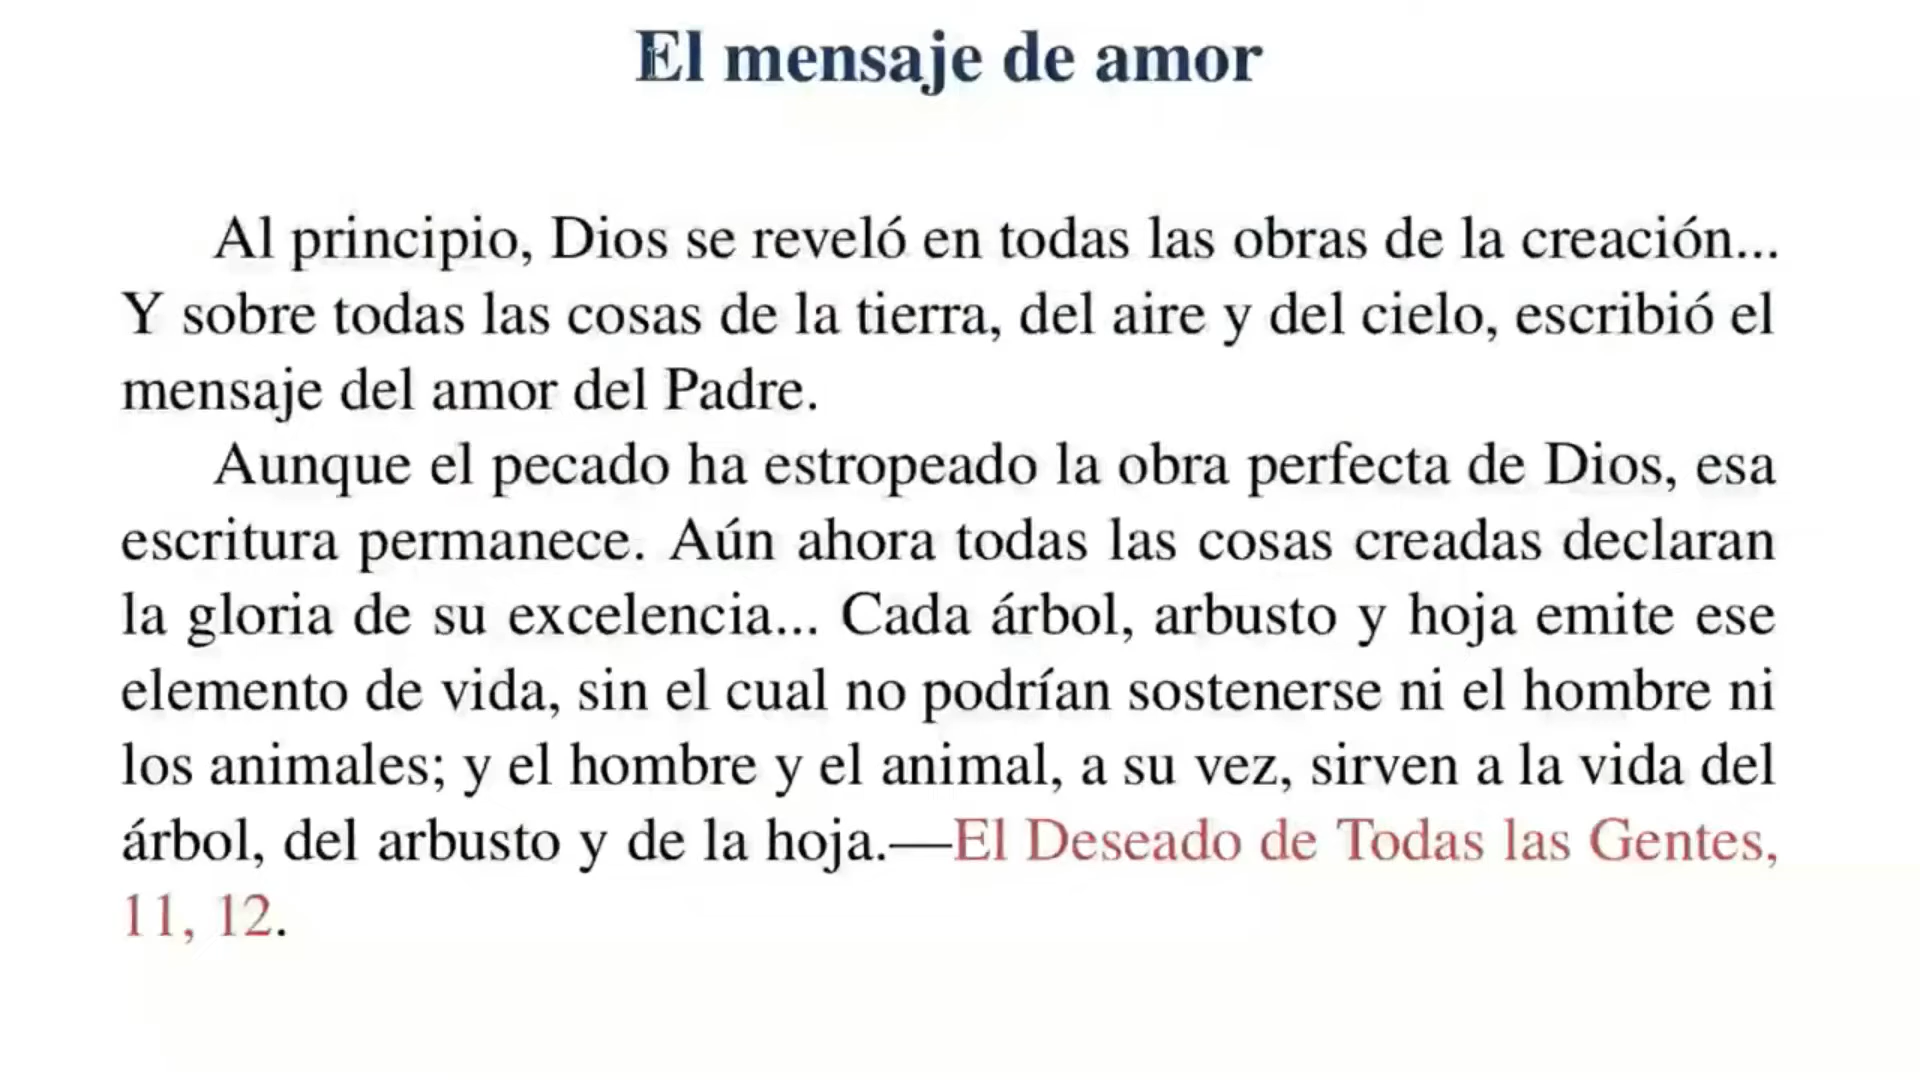 El mensaje de amor
Al principio, Dios se reveló en todas las obras de la creación...
Y sobre todas las cosas de la tierra, del aire y del cielo, escribió el
mensaje del amor del Padre.
Aunque el pecado ha estropeado la obra perfecta de Dios, esa
escritura permanece. Aún ahora todas las cosas creadas declaran
la gloria de su excelencia... Cada árbol, arbusto y hoja emite ese
elemento de vida, sin el cual no podrían sostenerse ni el hombre ni
los animales; y el hombre y el animal, a su vez, sirven a la vida del
árbol, del arbusto y de la hoja.—El Deseado de Todas las Gentes,
11, 12.